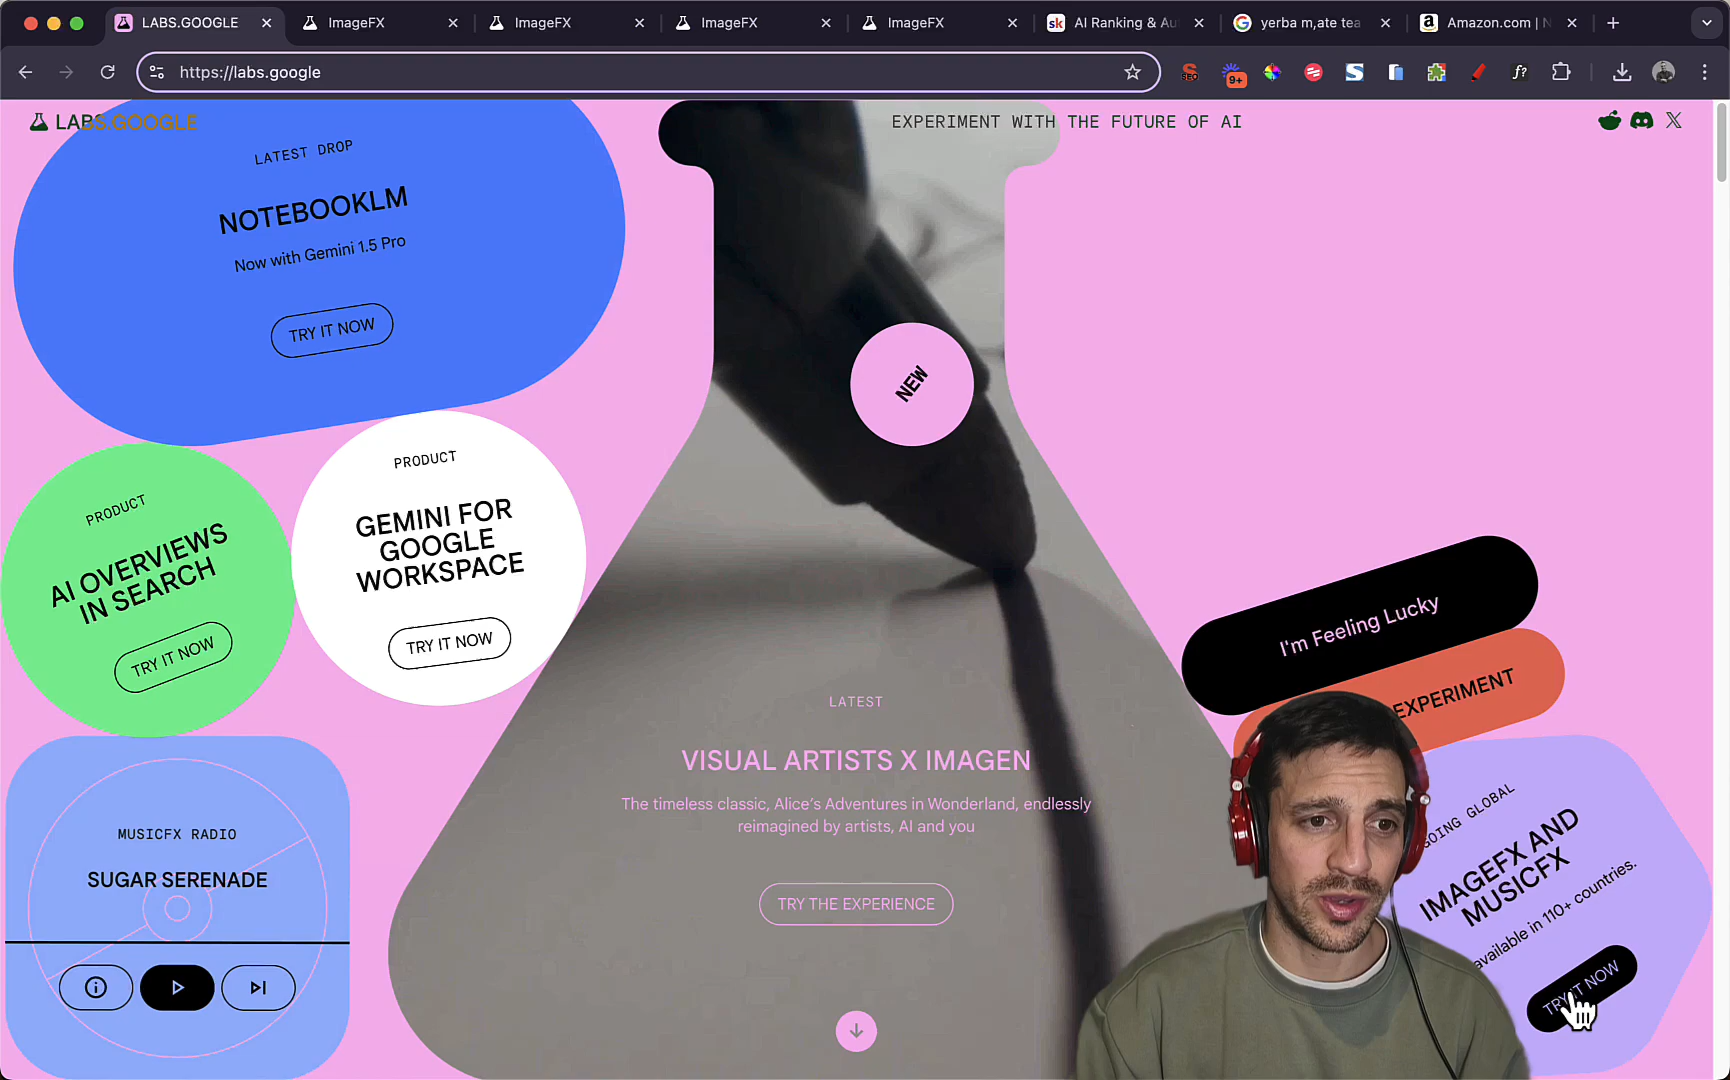 LABS.GOOGLE
ImageFX
ImageFX
ImageFX
ImageFX
sk
AI Ranking & Au
yerba m,ate tea
Amazon.com | N
https://labs.google
SEO
9+
f?
LABS.GOOGLE
EXPERIMENT WITH THE FUTURE OF AI
LATEST DROP
NOTEBOOKLM
Now with Gemini 1.5 Pro
TRY IT NOW
NEW
PRODUCT
AI OVERVIEWS
IN SEARCH
TRY IT NOW
PRODUCT
GEMINI FOR
GOOGLE
WORKSPACE
TRY IT NOW
I'm Feeling Lucky
EXPERIMENT
LATEST
VISUAL ARTISTS X IMAGEN
The timeless classic, Alice's Adventures in Wonderland, endlessly
reimagined by artists, AI and you
TRY THE EXPERIENCE
MUSICFX RADIO
SUGAR SERENADE
GOING GLOBAL
IMAGEFX AND
MUSICFX
available in 110+ countries.
TRY IT NOW